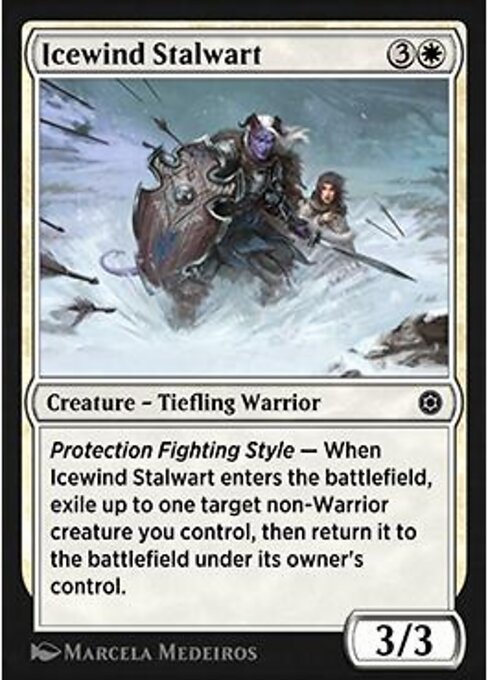 Icewind Stalwart 3
Creature – Tiefling Warrior
Protection Fighting Style — When
Icewind Stalwart enters the battlefield,
exile up to one target non-Warrior
creature you control, then return it to
the battlefield under its owner's
control.
3/3
MARCELA MEDEIROS